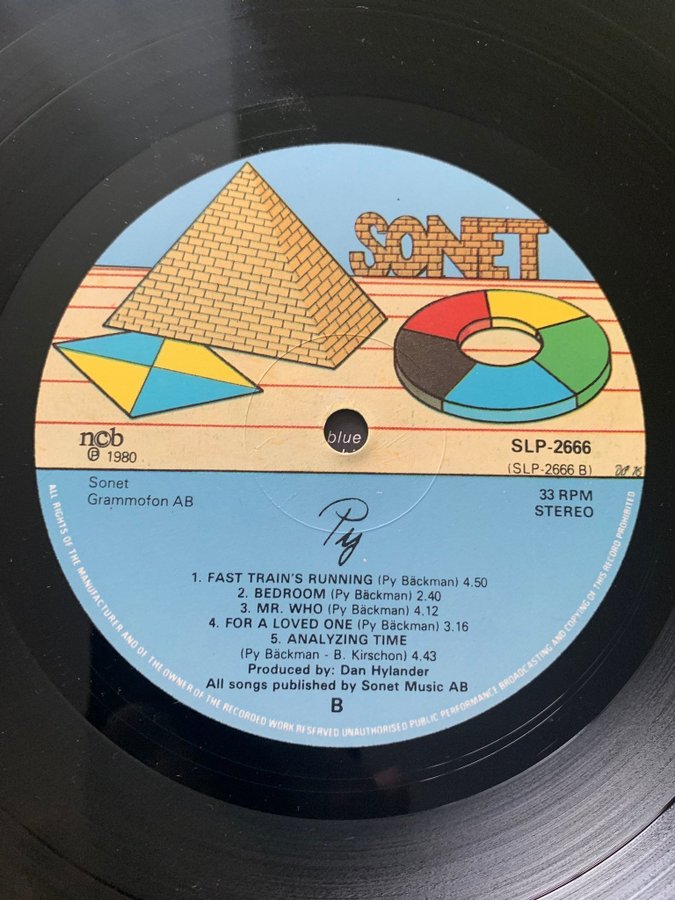 SONET
ncb
℗ 1980
blue
SLP-2666
(SLP-2666 B)
Sonet
Grammofon AB
33 RPM
STEREO
Py
1. FAST TRAIN'S RUNNING (Py Bäckman) 4.50
2. BEDROOM (Py Bäckman) 2.40
3. MR. WHO (Py Bäckman) 4.12
4. FOR A LOVED ONE (Py Bäckman) 3.16
5. ANALYZING TIME
(Py Bäckman - B. Kirschon) 4.43
Produced by: Dan Hylander
All songs published by Sonet Music AB
B
ALL RIGHTS OF THE MANUFACTURER AND OF THE OWNER OF THE RECORDED WORK RESERVED UNAUTHORISED PUBLIC PERFORMANCE BROADCASTING AND COPYING OF THIS RECORD PROHIBITED